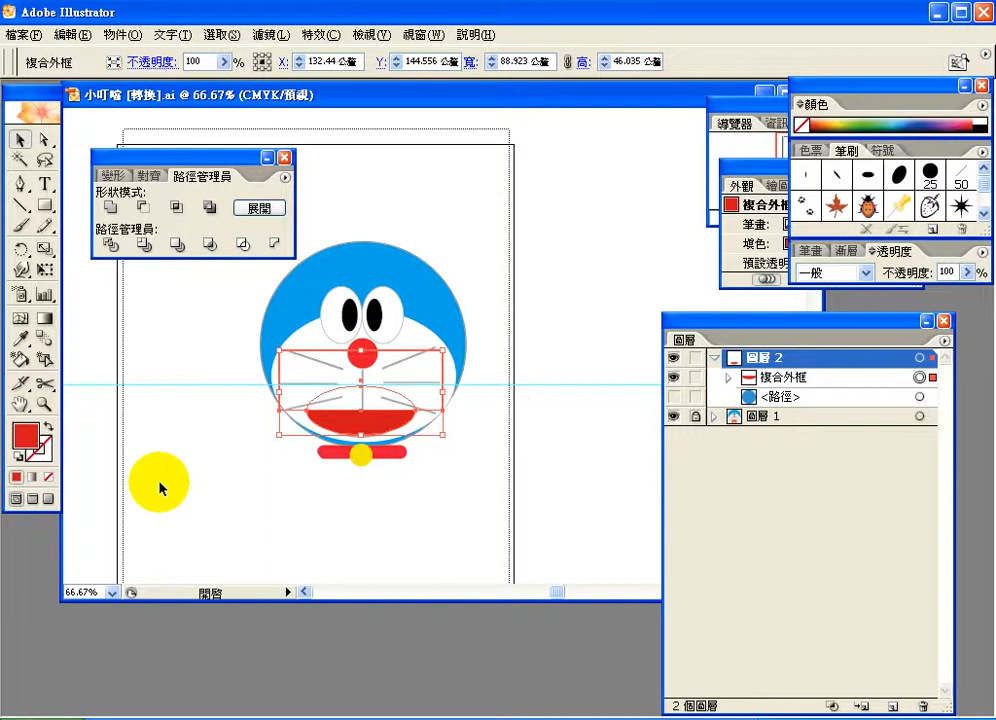 Adobe Illustrator
檔案(F) 編輯(E) 物件(O) 文字(T) 選取(S) 濾鏡(L) 特效(C) 檢視(V) 視窗(W) 說明(H)
複合外框 不透明度: 100 % X: 132.44 公釐 Y: 144.556 公釐 寬: 88.923 公釐 高: 46.035 公釐
小叮噹 [轉換].ai @ 66.67% (CMYK/預視)
變形 對齊 路徑管理員
形狀模式:
展開
路徑管理員:
導覽器 資訊
顏色
色票 筆刷 符號
25 50
外觀
複合外框
筆畫:
填色:
預設透明
筆畫 漸層 透明度
一般 不透明度: 100 %
圖層
圖層 2
複合外框
<路徑>
圖層 1
2 個圖層
66.67% 開啓